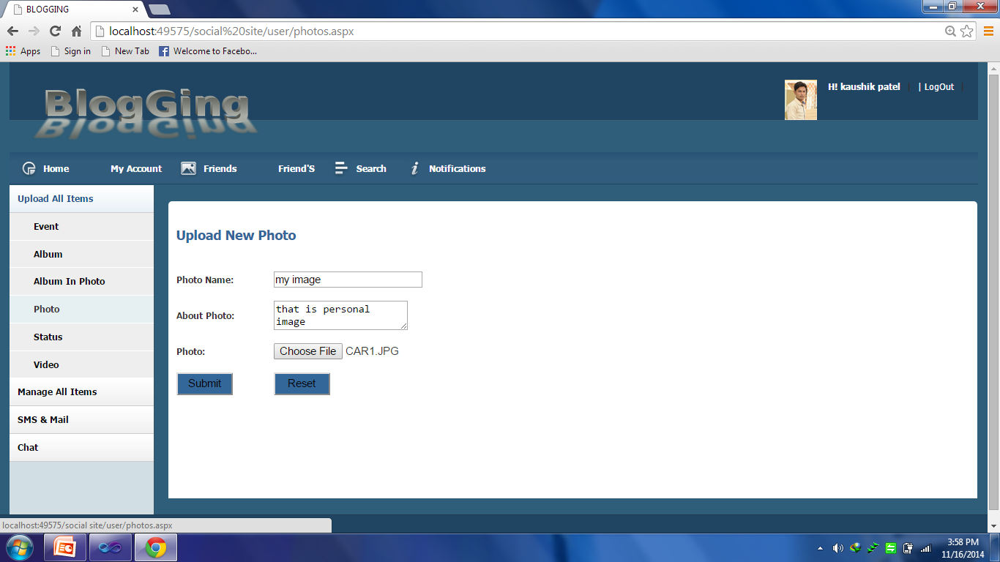 BLOGGING
localhost:49575/social%20site/user/photos.aspx
Apps Sign in New Tab Welcome to Facebo...
BlogGing
H! kaushik patel | | LogOut |
Home My Account Friends Friend'S Search Notifications
Upload All Items
Event
Album
Album In Photo
Photo
Status
Video
Manage All Items
SMS & Mail
Chat
Upload New Photo
Photo Name: my image
About Photo: that is personal
image
Photo: Choose File CAR1.JPG
Submit Reset
localhost:49575/social site/user/photos.aspx
3:58 PM
11/16/2014